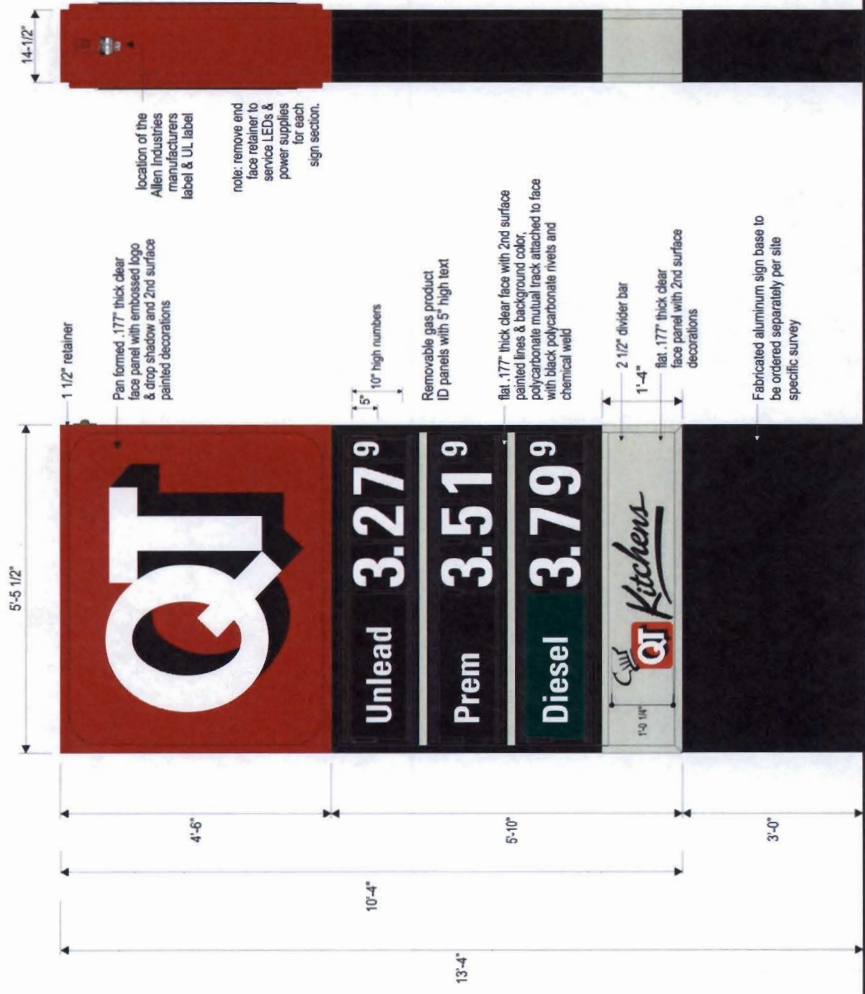 5'-5 1/2"
14-1/2"
1 1/2" retainer
Pan formed .177" thick clear
face panel with embossed logo
& drop shadow and 2nd surface
painted decorations
location of the
Allen Industries
manufacturers
label & UL label
note: remove end
face retainer to
service LEDs &
power supplies
for each
sign section.
QT
4'-6"
10'-4"
13'-4"
5'-10"
Unlead 3.27 9
Prem 3.51 9
Diesel 3.79 9
5"
10" high numbers
Removable gas product
ID panels with 5" high text
flat .177" thick clear face with 2nd surface
painted lines & background color,
polycarbonate mutual track attached to face
with black polycarbonate rivets and
chemical weld
QT Kitchens
1'-0 1/4"
2 1/2" divider bar
1'-4"
flat .177" thick clear
face panel with 2nd surface
decorations
3'-0"
Fabricated aluminum sign base to
be ordered separately per site
specific survey